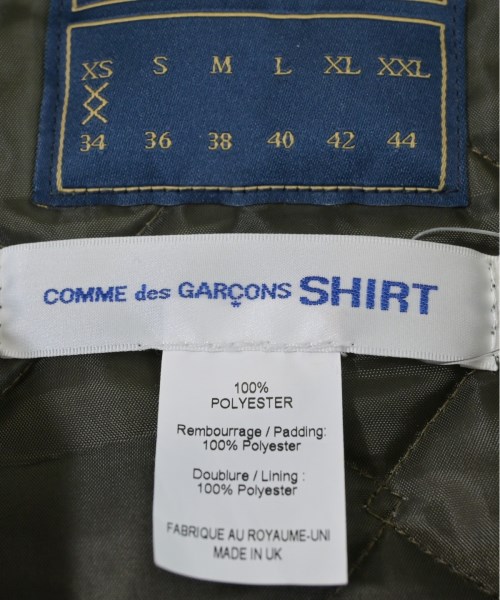 XS S M L XL XXL
XX
34 36 38 40 42 44
COMME des GARÇONS SHIRT
100%
POLYESTER
Rembourrage / Padding:
100% Polyester
Doublure / Lining :
100% Polyester
FABRIQUE AU ROYAUME-UNI
MADE IN UK